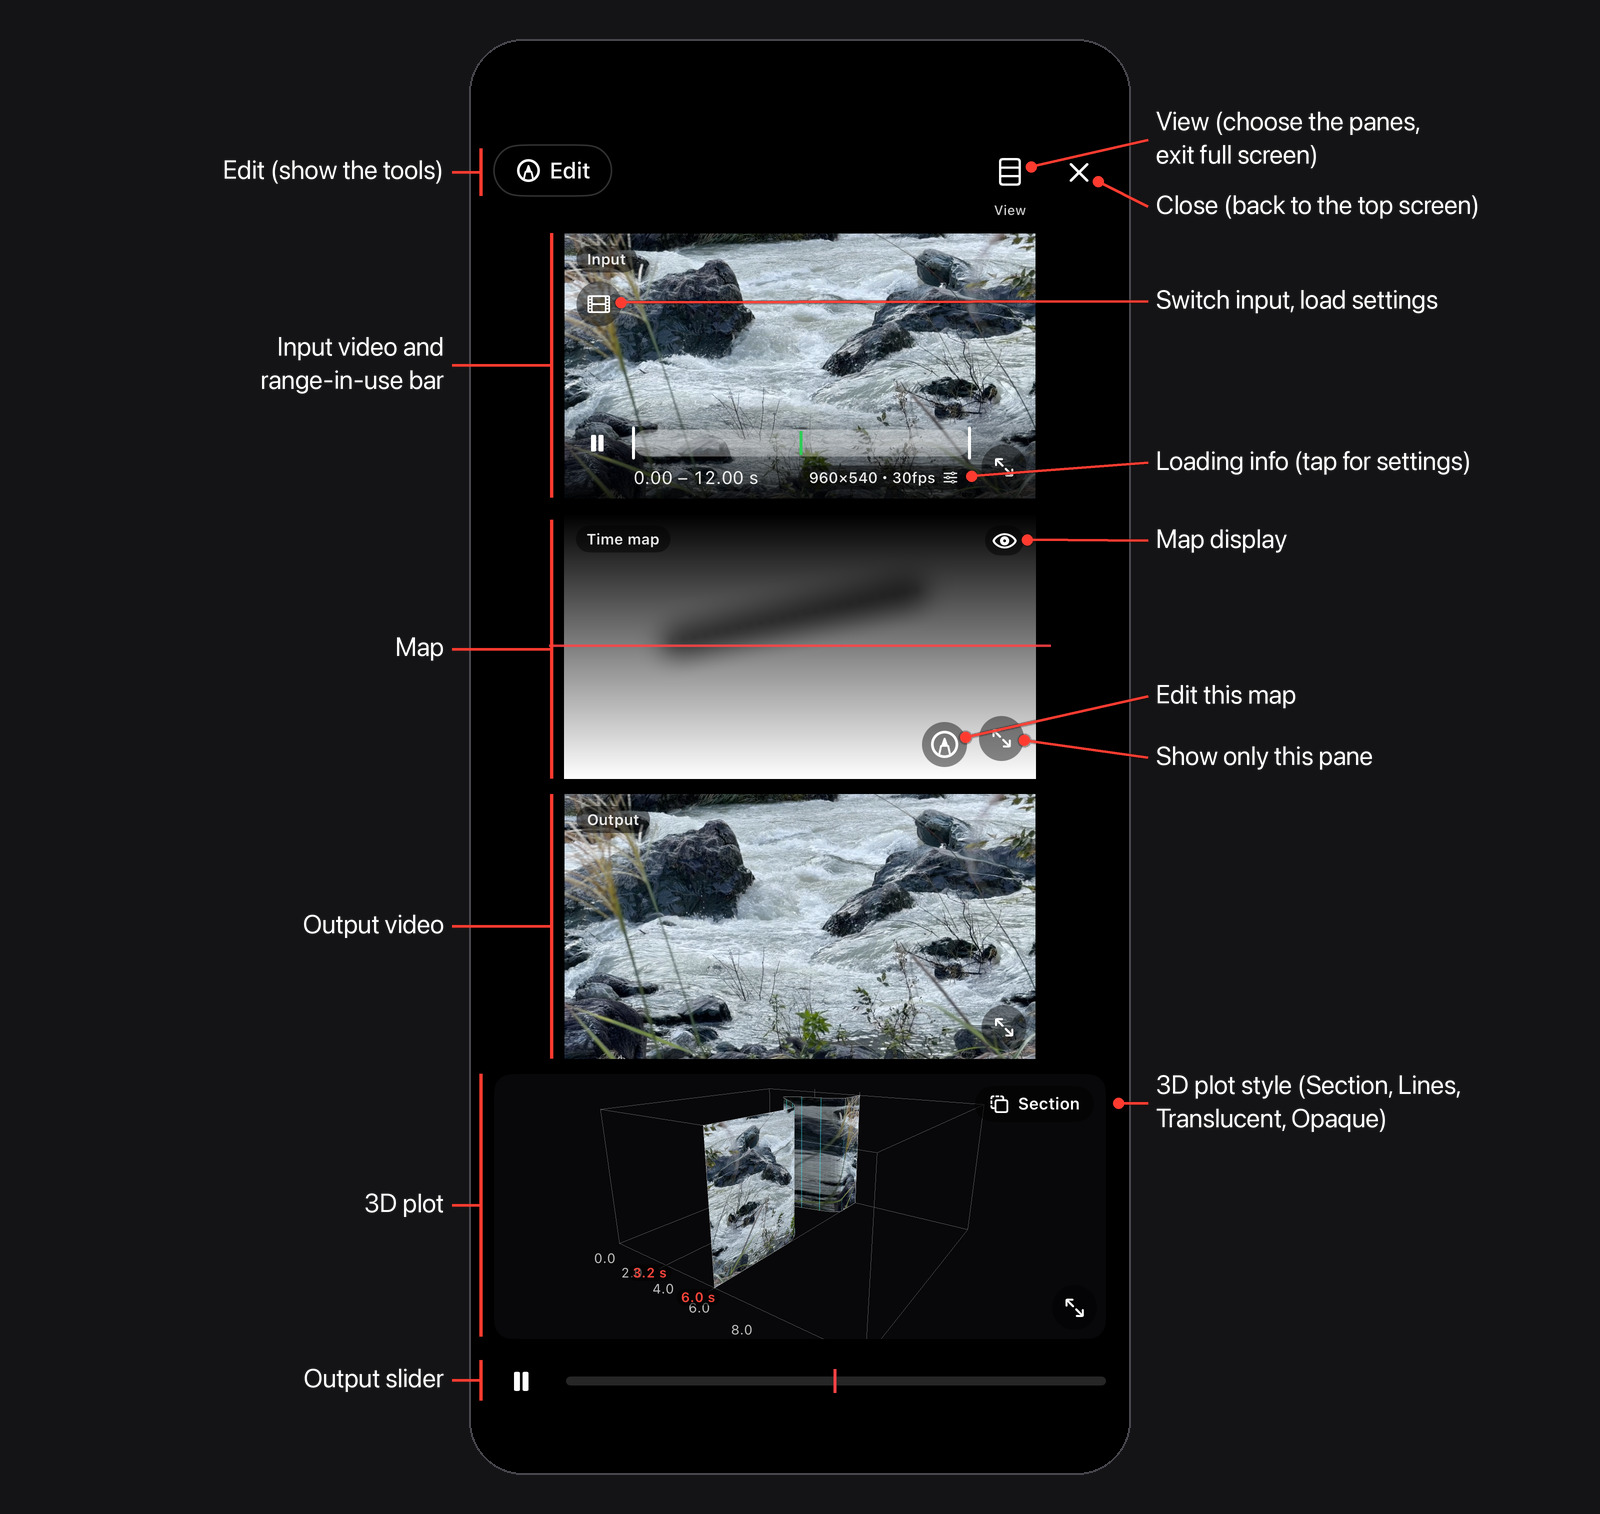 View (choose the panes,
exit full screen)
Edit (show the tools)
Edit
View
Close (back to the top screen)
Input
Switch input, load settings
Input video and
range-in-use bar
Loading info (tap for settings)
0.00 – 12.00 s
960×540 • 30fps
Time map
Map display
Map
Edit this map
Show only this pane
Output
Output video
3D plot style (Section, Lines,
Translucent, Opaque)
Section
3D plot
0.0
3.2 s
4.0
6.0 s
6.0
8.0
Output slider